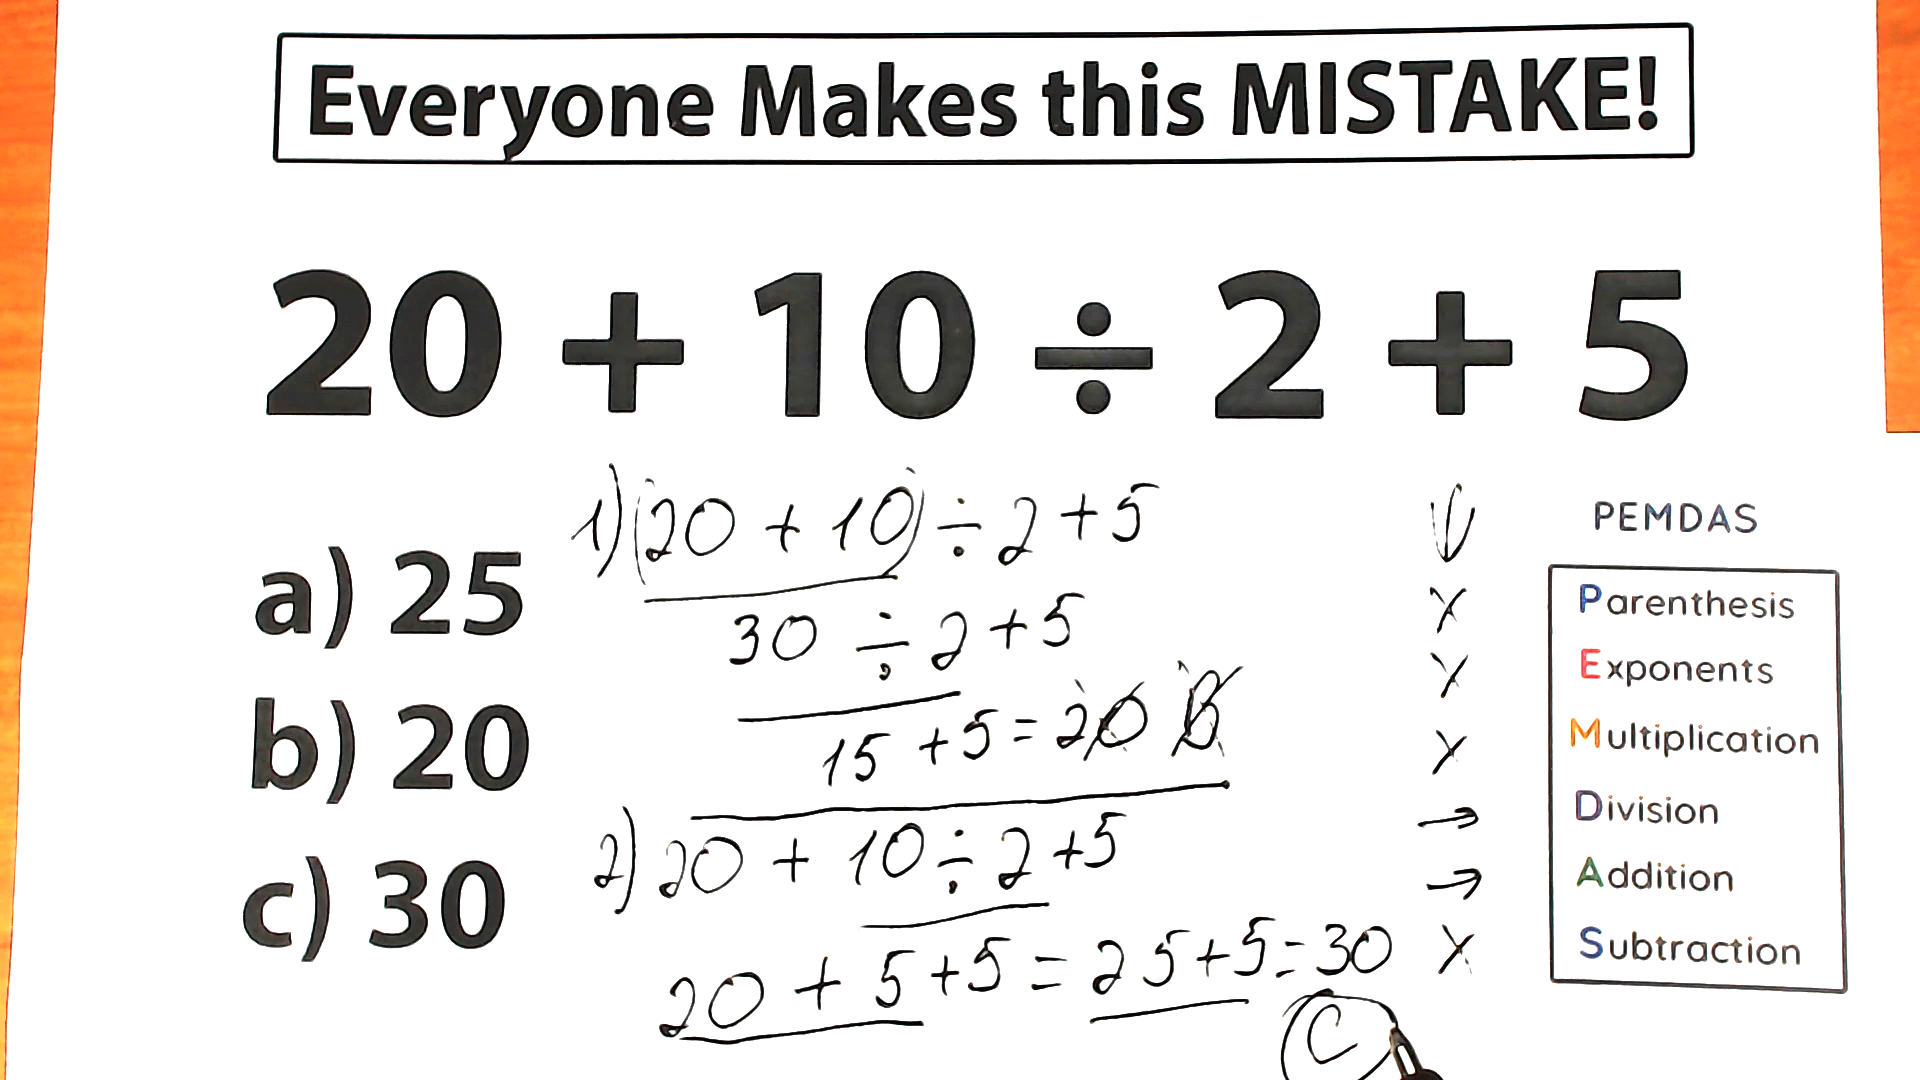 Everyone Makes this MISTAKE!
20 + 10 ÷ 2 + 5
a) 25
b) 20
c) 30
1) (20 + 10) ÷ 2 + 5
30 ÷ 2 + 5
15 + 5 = 20 B
2) 20 + 10 ÷ 2 + 5
20 + 5 + 5 = 25 + 5 = 30
C
PEMDAS
Parenthesis
Exponents
Multiplication
Division
Addition
Subtraction